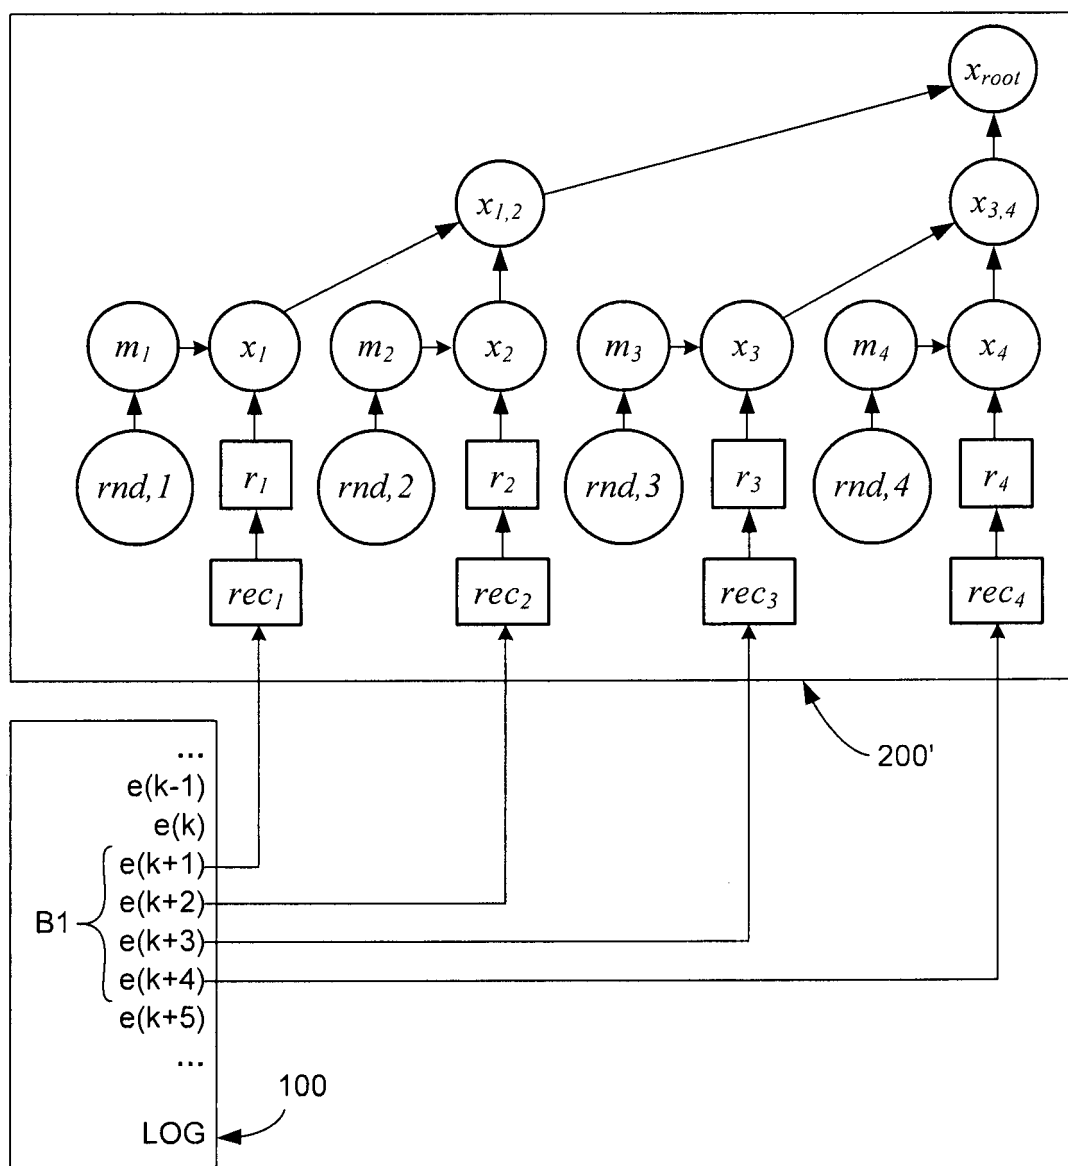 x_root
x_1,2
x_3,4
m_1 x_1 m_2 x_2 m_3 x_3 m_4 x_4
rnd,1 r_1 rnd,2 r_2 rnd,3 r_3 rnd,4 r_4
rec_1 rec_2 rec_3 rec_4
200'
...
e(k-1)
e(k)
e(k+1)
e(k+2)
B1
e(k+3)
e(k+4)
e(k+5)
...
100
LOG